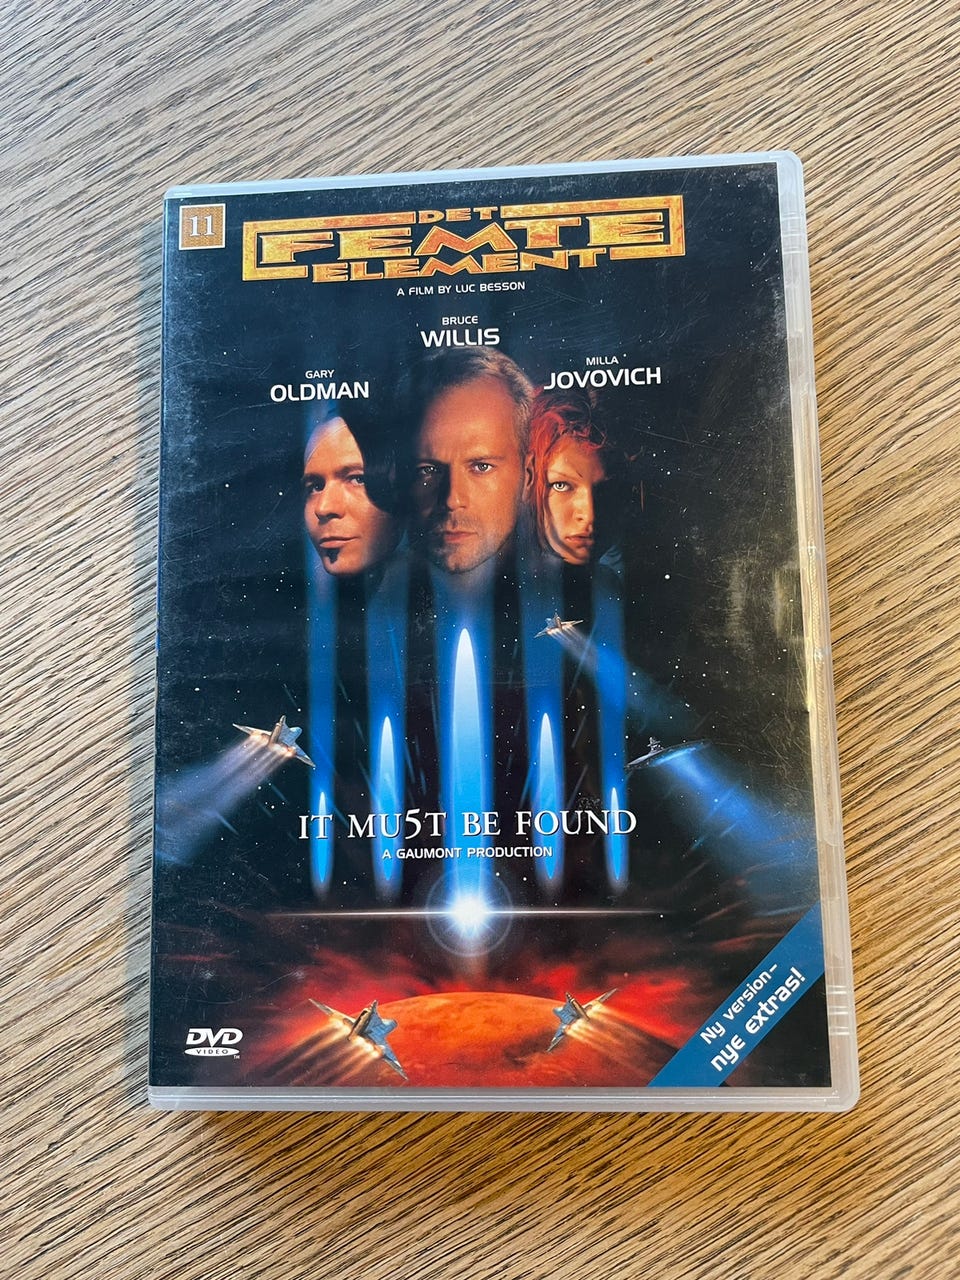 11
DET
FEMTE
ELEMENT
A FILM BY LUC BESSON
BRUCE
WILLIS
GARY
OLDMAN
MILLA
JOVOVICH
IT MU5T BE FOUND
A GAUMONT PRODUCTION
Ny version-
nye extras!
DVD
VIDEO
TM